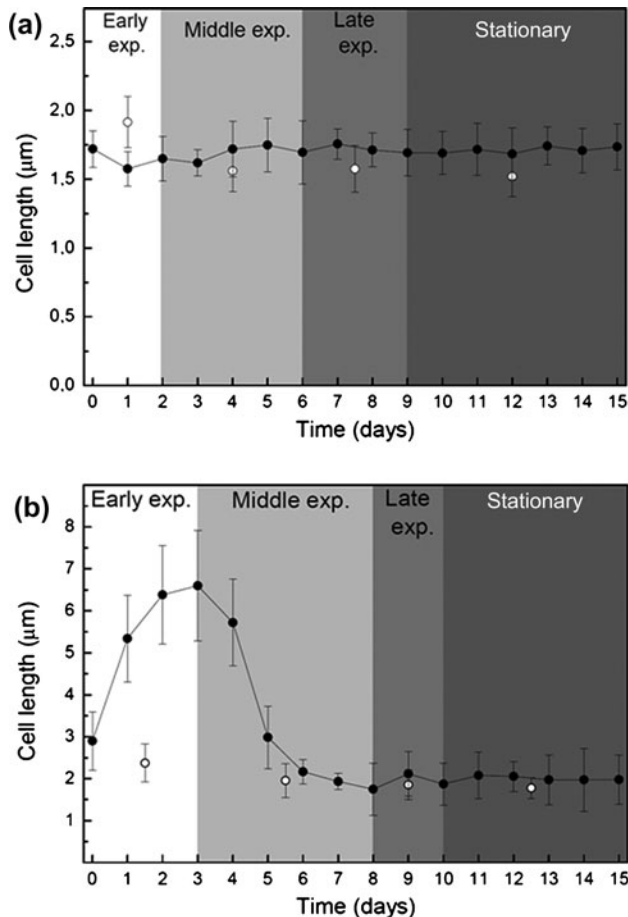 (a)
Early exp.
Middle exp.
Late exp.
Stationary
2,5
2,0
1,5
1,0
0,5
0,0
Cell length (μm)
0 1 2 3 4 5 6 7 8 9 10 11 12 13 14 15
Time (days)
(b)
Early exp.
Middle exp.
Late exp.
Stationary
9
8
7
6
5
4
3
2
1
Cell length (μm)
0 1 2 3 4 5 6 7 8 9 10 11 12 13 14 15
Time (days)